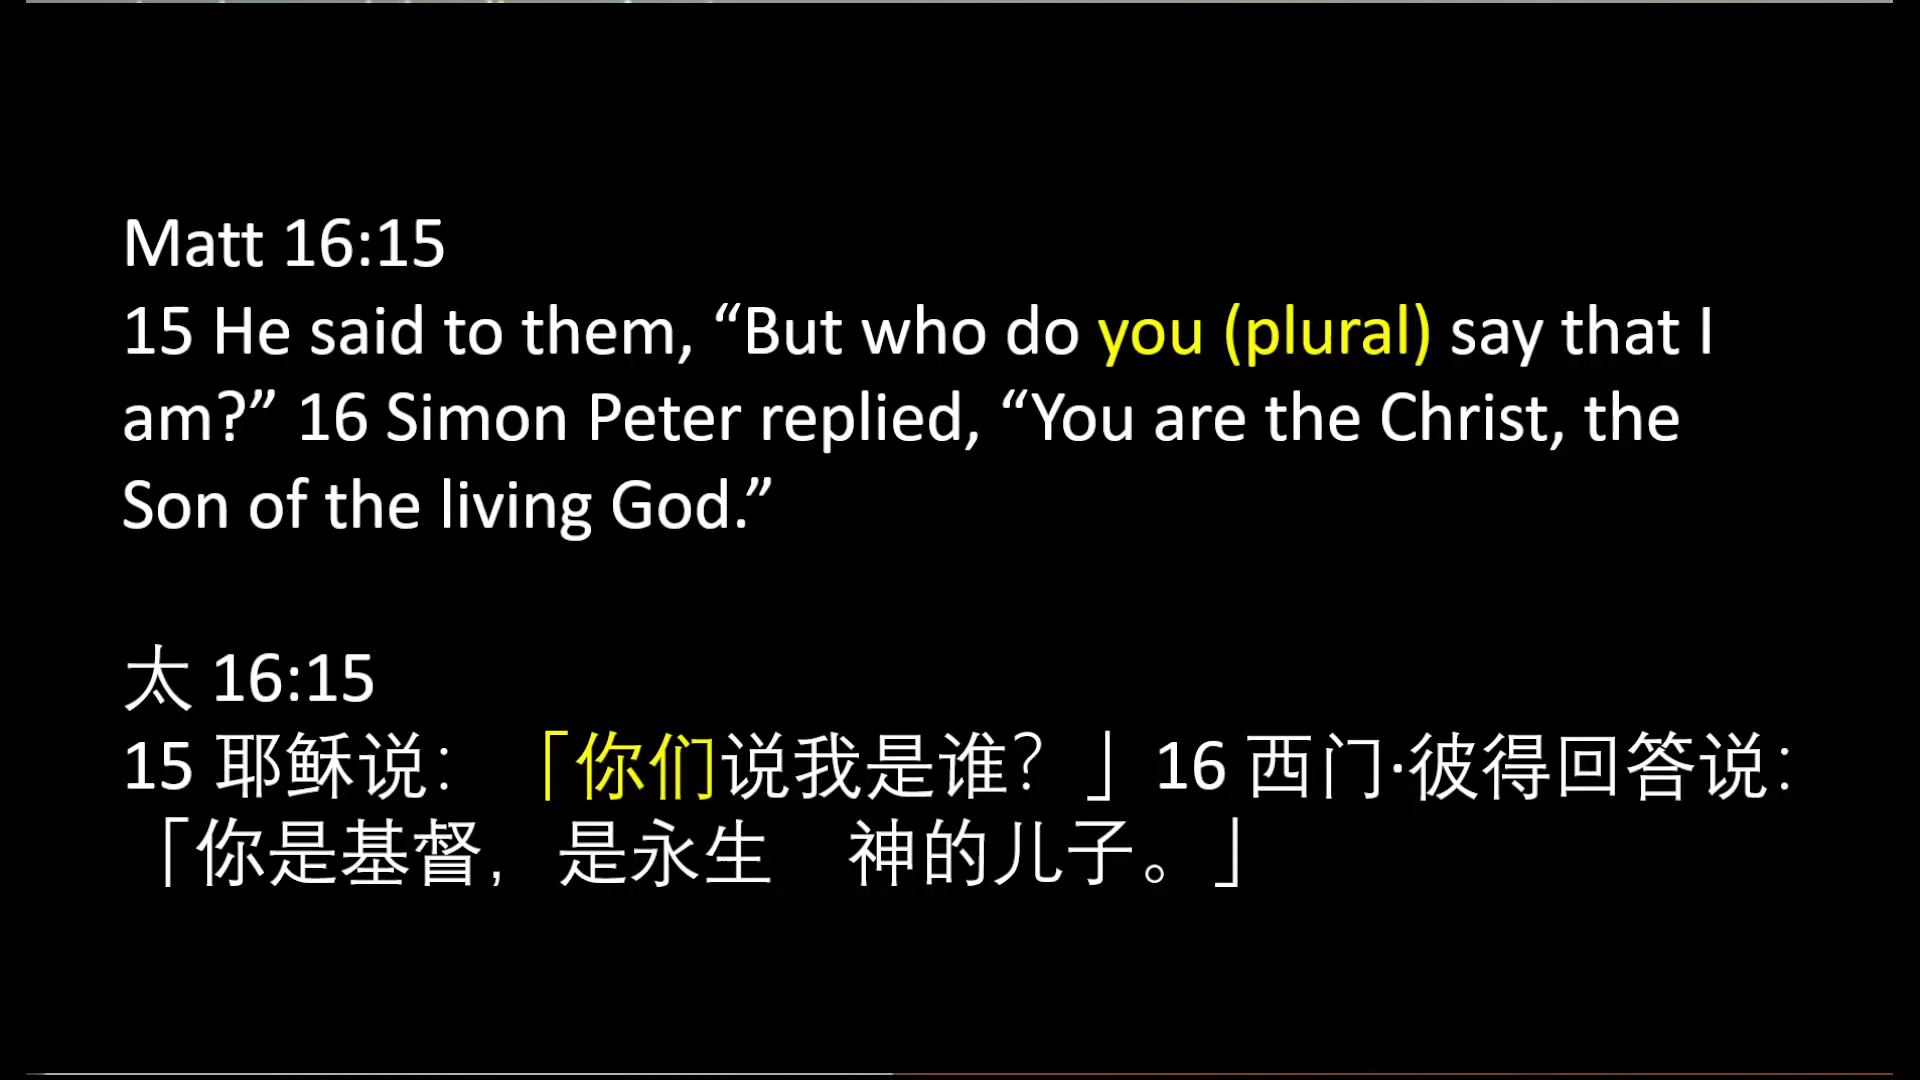 Matt 16:15
15 He said to them, “But who do you (plural) say that I
am?” 16 Simon Peter replied, “You are the Christ, the
Son of the living God.”
太 16:15
15 耶稣说：「你们说我是谁？」16 西门·彼得回答说：
「你是基督，是永生　神的儿子。」